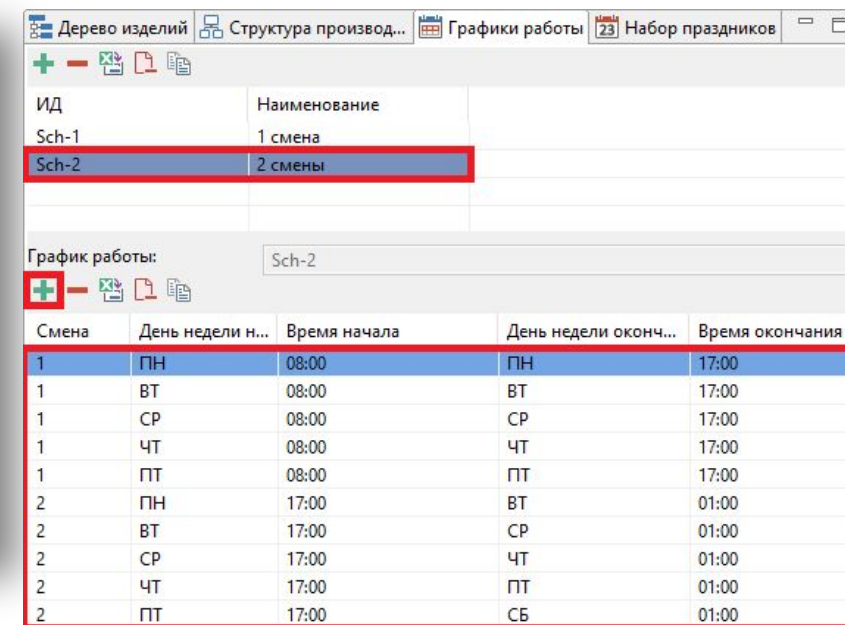 Дерево изделий Структура производ... Графики работы 23 Набор праздников
ИД Наименование
Sch-1 1 смена
Sch-2 2 смены
График работы: Sch-2
Смена День недели н... Время начала День недели оконч... Время окончания
1 ПН 08:00 ПН 17:00
1 ВТ 08:00 ВТ 17:00
1 СР 08:00 СР 17:00
1 ЧТ 08:00 ЧТ 17:00
1 ПТ 08:00 ПТ 17:00
2 ПН 17:00 ВТ 01:00
2 ВТ 17:00 СР 01:00
2 СР 17:00 ЧТ 01:00
2 ЧТ 17:00 ПТ 01:00
2 ПТ 17:00 СБ 01:00